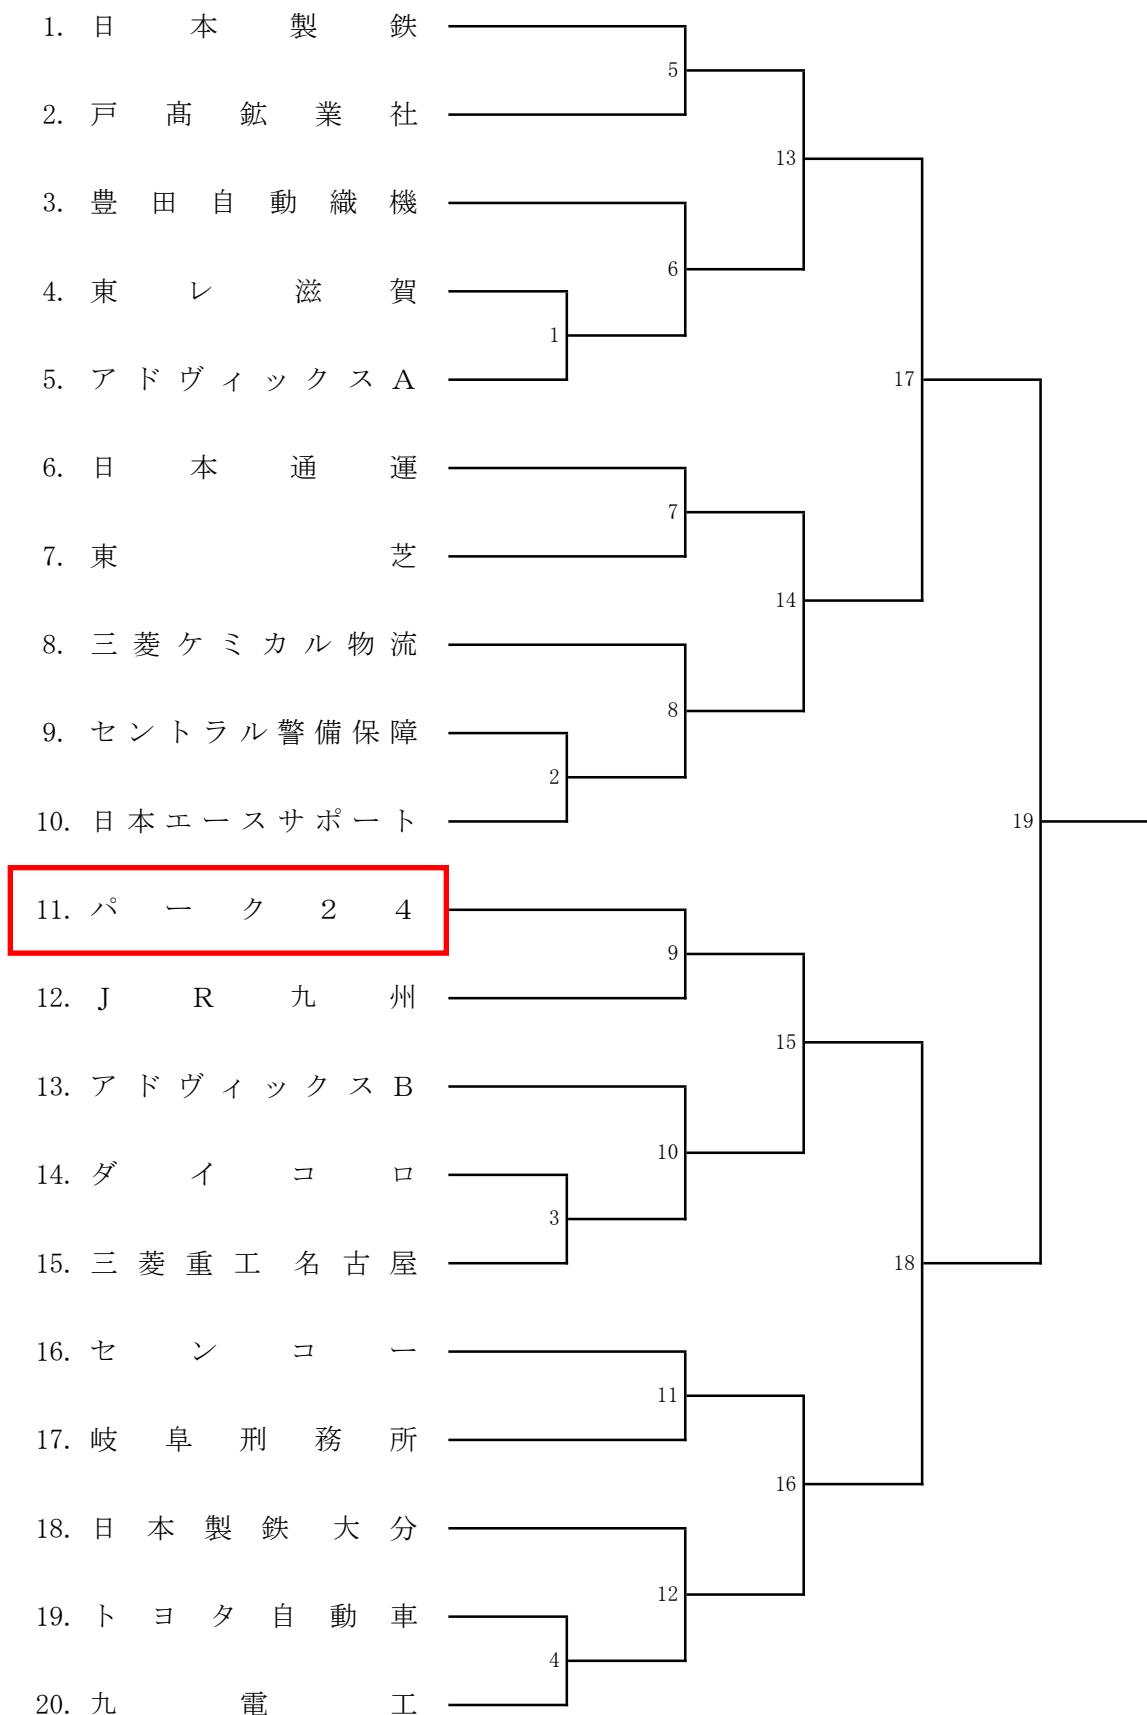 1. 日本製鉄
5
2. 戸髙鉱業社
13
3. 豊田自動織機
6
4. 東レ滋賀
1
5. アドヴィックスA
17
6. 日本通運
7
7. 東芝
14
8. 三菱ケミカル物流
8
9. セントラル警備保障
2
10. 日本エースサポート
19
11. パーク24
9
12. JR九州
15
13. アドヴィックスB
10
14. ダイコロ
3
15. 三菱重工名古屋
18
16. センコー
11
17. 岐阜刑務所
16
18. 日本製鉄大分
12
19. トヨタ自動車
4
20. 九電工